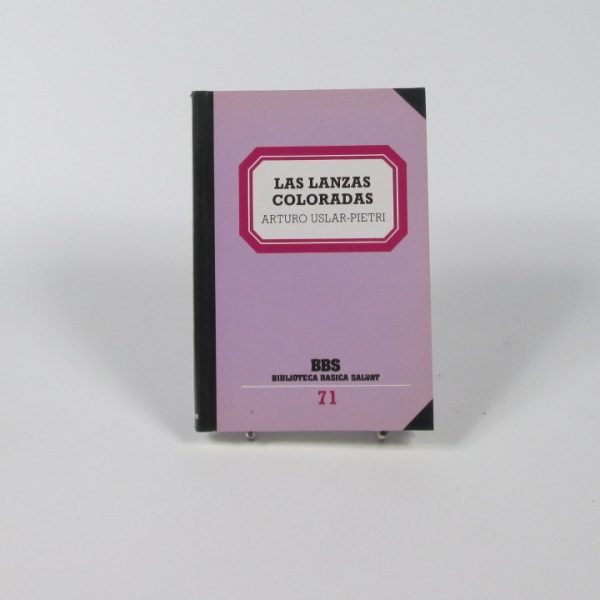 LAS LANZAS
COLORADAS
ARTURO USLAR-PIETRI
BBS
BIBLIOTECA BASICA SALVAT
71